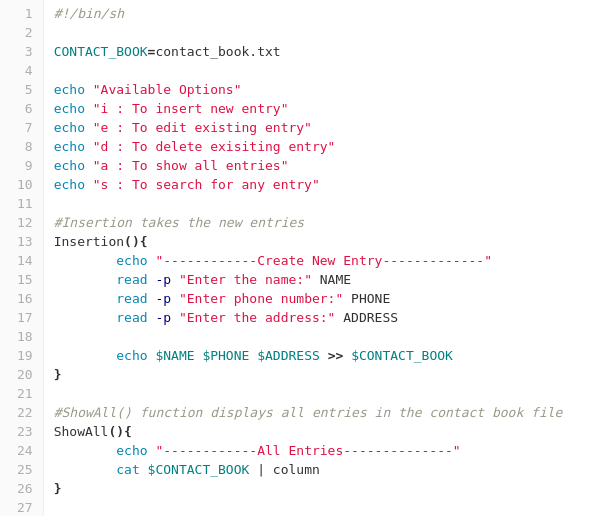 1 #!/bin/sh
2
3 CONTACT_BOOK=contact_book.txt
4
5 echo "Available Options"
6 echo "i : To insert new entry"
7 echo "e : To edit existing entry"
8 echo "d : To delete exisiting entry"
9 echo "a : To show all entries"
10 echo "s : To search for any entry"
11
12 #Insertion takes the new entries
13 Insertion(){
14         echo "------------Create New Entry-------------"
15         read -p "Enter the name:" NAME
16         read -p "Enter phone number:" PHONE
17         read -p "Enter the address:" ADDRESS
18
19         echo $NAME $PHONE $ADDRESS >> $CONTACT_BOOK
20 }
21
22 #ShowAll() function displays all entries in the contact book file
23 ShowAll(){
24         echo "------------All Entries--------------"
25         cat $CONTACT_BOOK | column
26 }
27